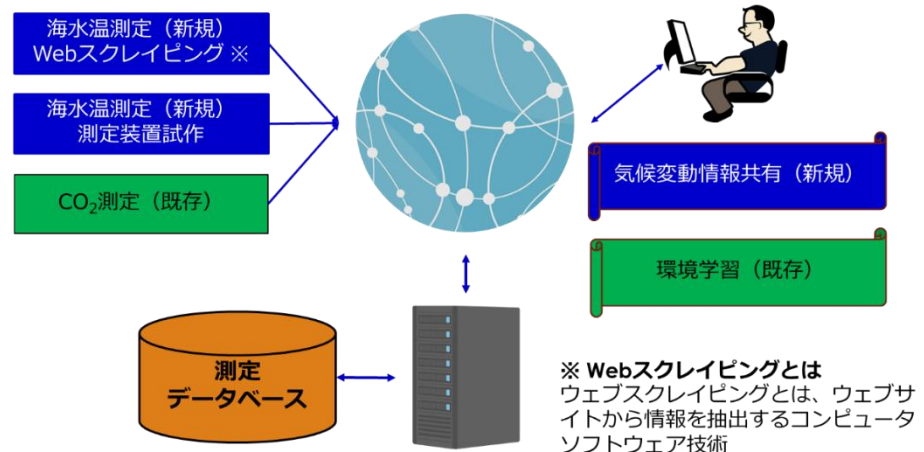 海水温測定（新規）
Webスクレイピング ※
海水温測定（新規）
測定装置試作
CO₂測定（既存）
気候変動情報共有（新規）
環境学習（既存）
測定
データベース
※ Webスクレイピングとは
ウェブスクレイピングとは、ウェブサ
イトから情報を抽出するコンピュータ
ソフトウェア技術